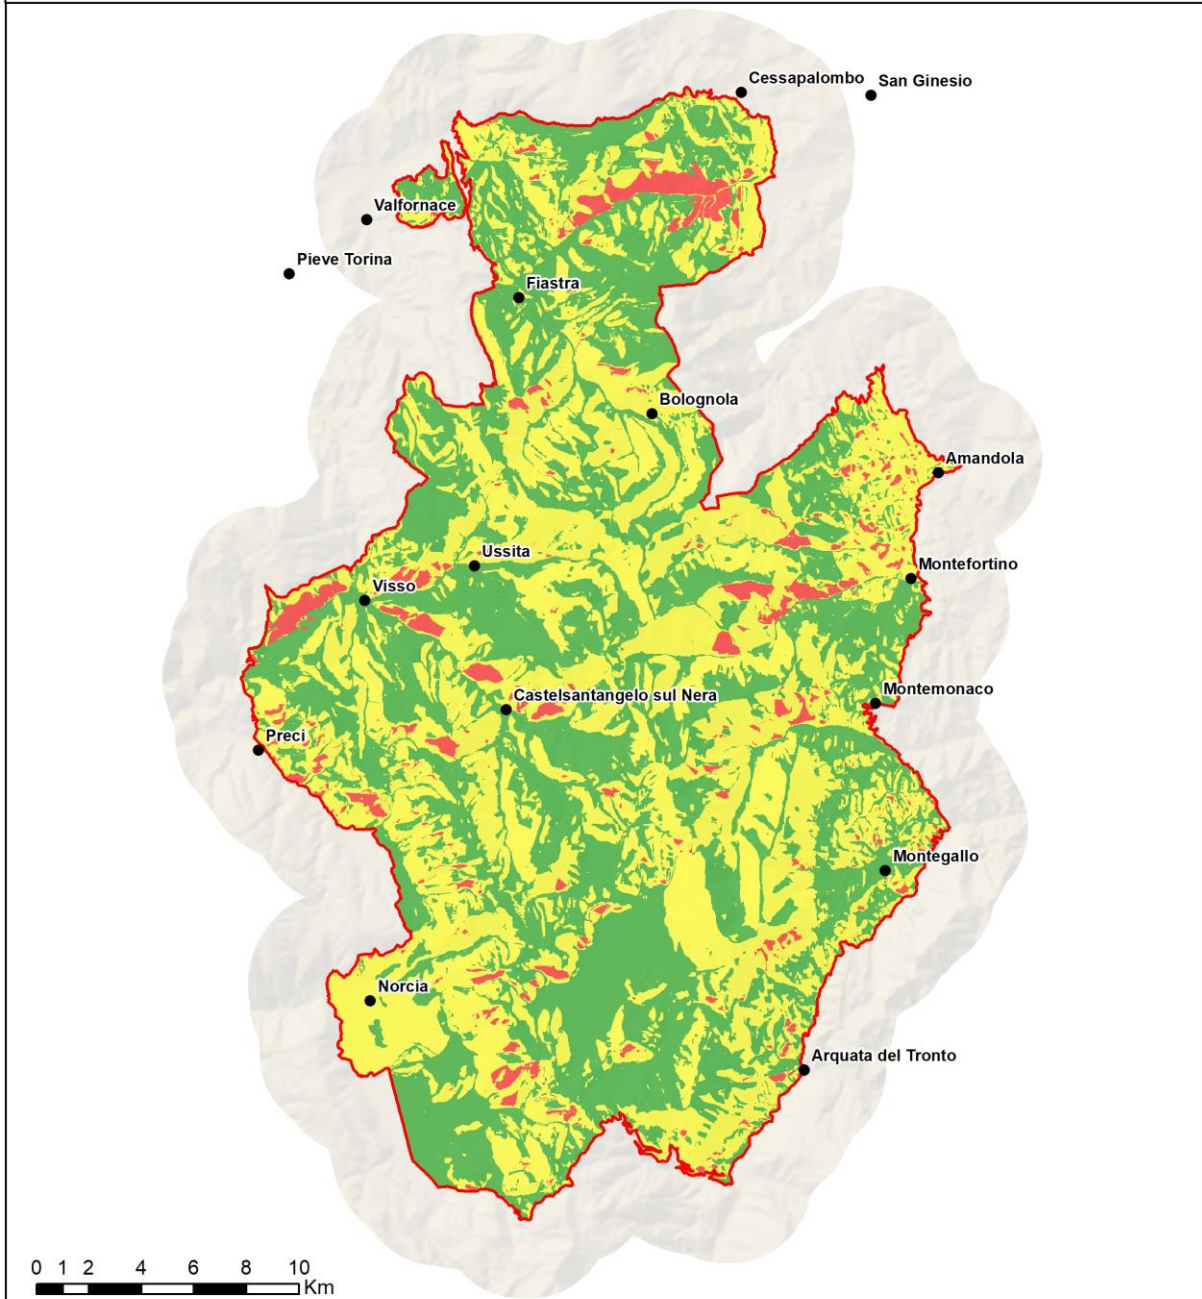 Cessapalombo
San Ginesio
Valfornace
Pieve Torina
Fiastra
Bolognola
Amandola
Ussita
Montefortino
Visso
Castelsantangelo sul Nera
Montemonaco
Preci
Montegallo
Norcia
Arquata del Tronto
0 1 2 4 6 8 10
Km